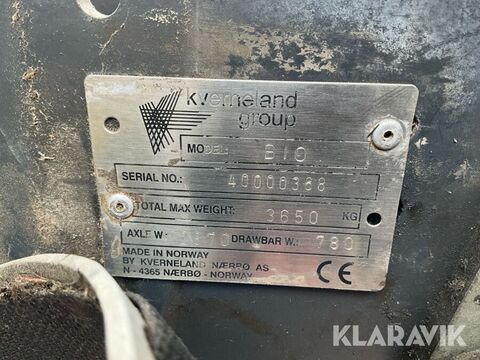 kverneland
group
MODEL: BIO
SERIAL NO.: 40000368
TOTAL MAX WEIGHT: 3650 KG
AXLE W DRAWBAR W.: 780
MADE IN NORWAY
BY KVERNELAND NÆRBØ AS
N - 4365 NÆRBØ - NORWAY
CE
KLARAVIK